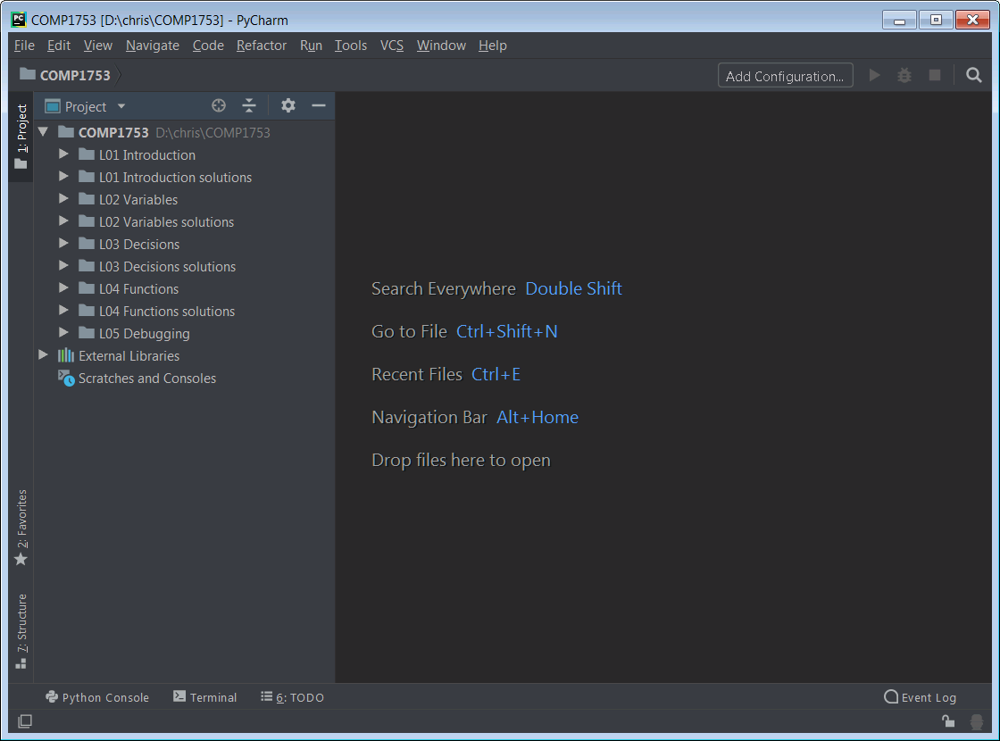 COMP1753 [D:\chris\COMP1753] - PyCharm
File Edit View Navigate Code Refactor Run Tools VCS Window Help
COMP1753
Add Configuration...
1: Project
Project
COMP1753 D:\chris\COMP1753
L01 Introduction
L01 Introduction solutions
L02 Variables
L02 Variables solutions
L03 Decisions
L03 Decisions solutions
L04 Functions
L04 Functions solutions
L05 Debugging
External Libraries
Scratches and Consoles
Search Everywhere Double Shift
Go to File Ctrl+Shift+N
Recent Files Ctrl+E
Navigation Bar Alt+Home
Drop files here to open
2: Favorites
7: Structure
Python Console Terminal 6: TODO Event Log